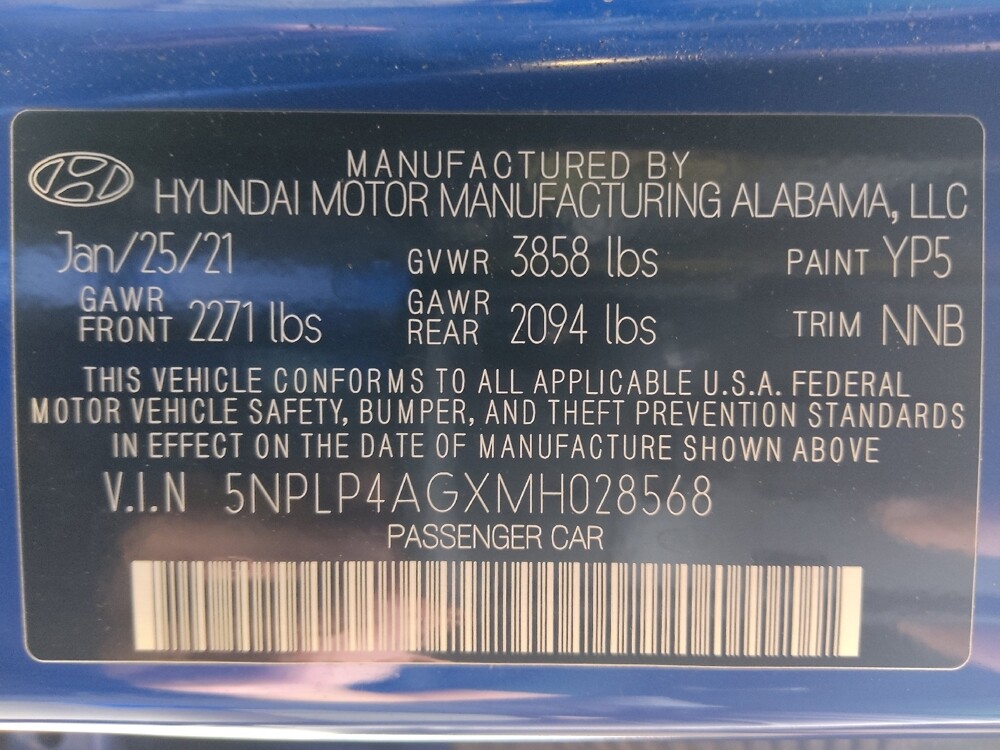 MANUFACTURED BY
HYUNDAI MOTOR MANUFACTURING ALABAMA, LLC
Jan/25/21 GVWR 3858 lbs PAINT YP5
GAWR FRONT 2271 lbs GAWR REAR 2094 lbs TRIM NNB
THIS VEHICLE CONFORMS TO ALL APPLICABLE U.S.A. FEDERAL
MOTOR VEHICLE SAFETY, BUMPER, AND THEFT PREVENTION STANDARDS
IN EFFECT ON THE DATE OF MANUFACTURE SHOWN ABOVE
V.I.N 5NPLP4AGXMH028568
PASSENGER CAR